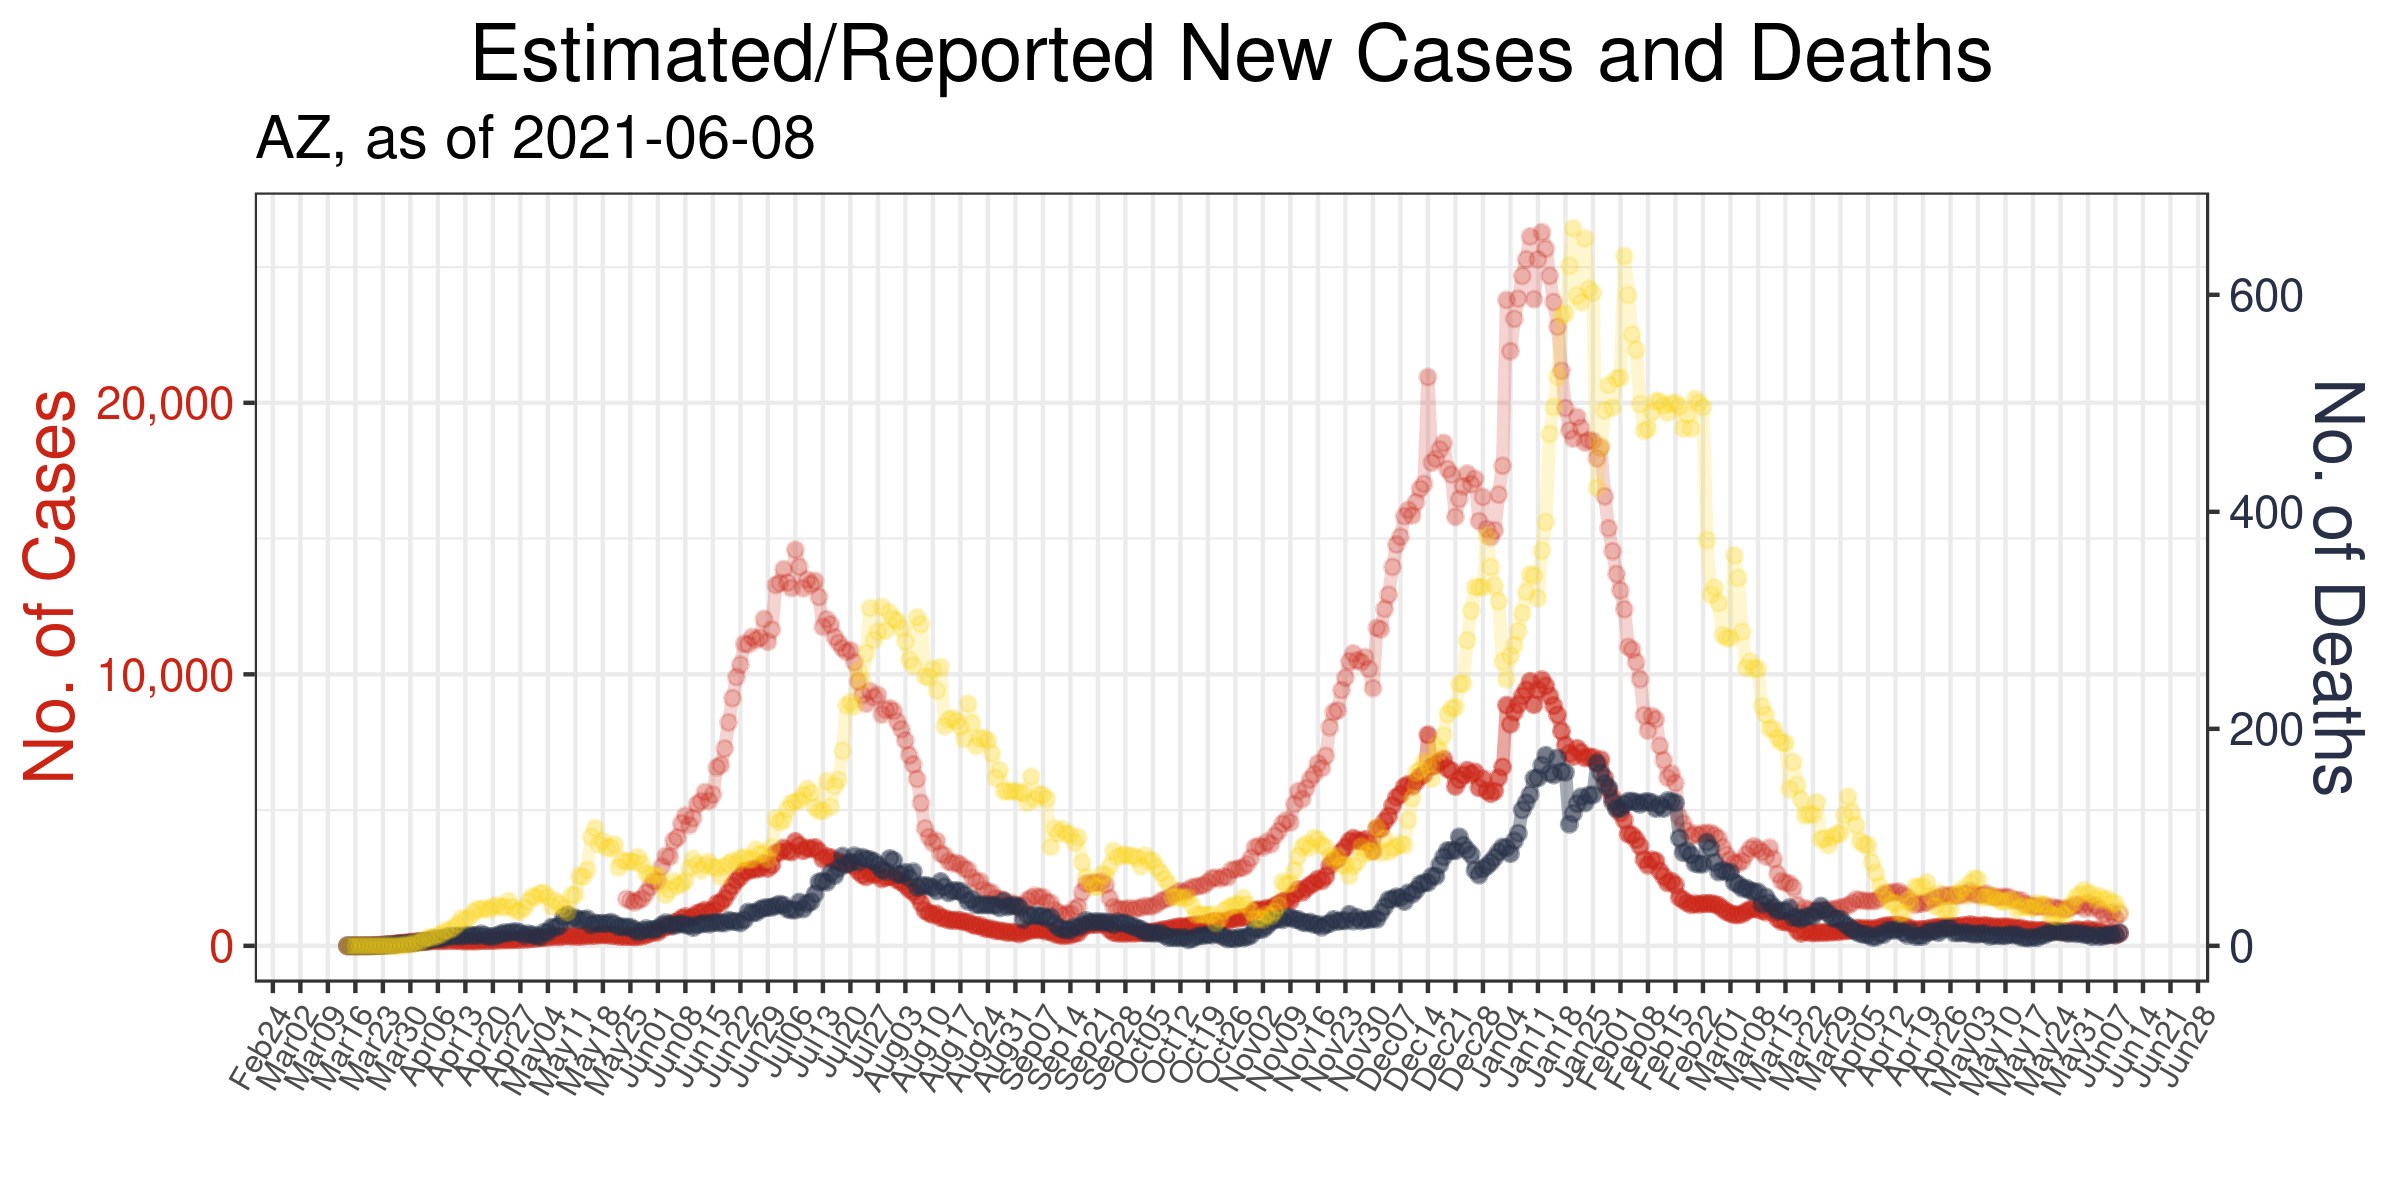 Estimated/Reported New Cases and Deaths
AZ, as of 2021-06-08
No. of Cases
20,000
10,000
0
600
400
200
0
No. of Deaths
Feb24
Mar02
Mar09
Mar16
Mar23
Mar30
Apr06
Apr13
Apr20
Apr27
May04
May11
May18
May25
Jun01
Jun08
Jun15
Jun22
Jun29
Jul06
Jul13
Jul20
Jul27
Aug03
Aug10
Aug17
Aug24
Aug31
Sep07
Sep14
Sep21
Sep28
Oct05
Oct12
Oct19
Oct26
Nov02
Nov09
Nov16
Nov23
Nov30
Dec07
Dec14
Dec21
Dec28
Jan04
Jan11
Jan18
Jan25
Feb01
Feb08
Feb15
Feb22
Mar01
Mar08
Mar15
Mar22
Mar29
Apr05
Apr12
Apr19
Apr26
May03
May10
May17
May24
May31
Jun07
Jun14
Jun21
Jun28